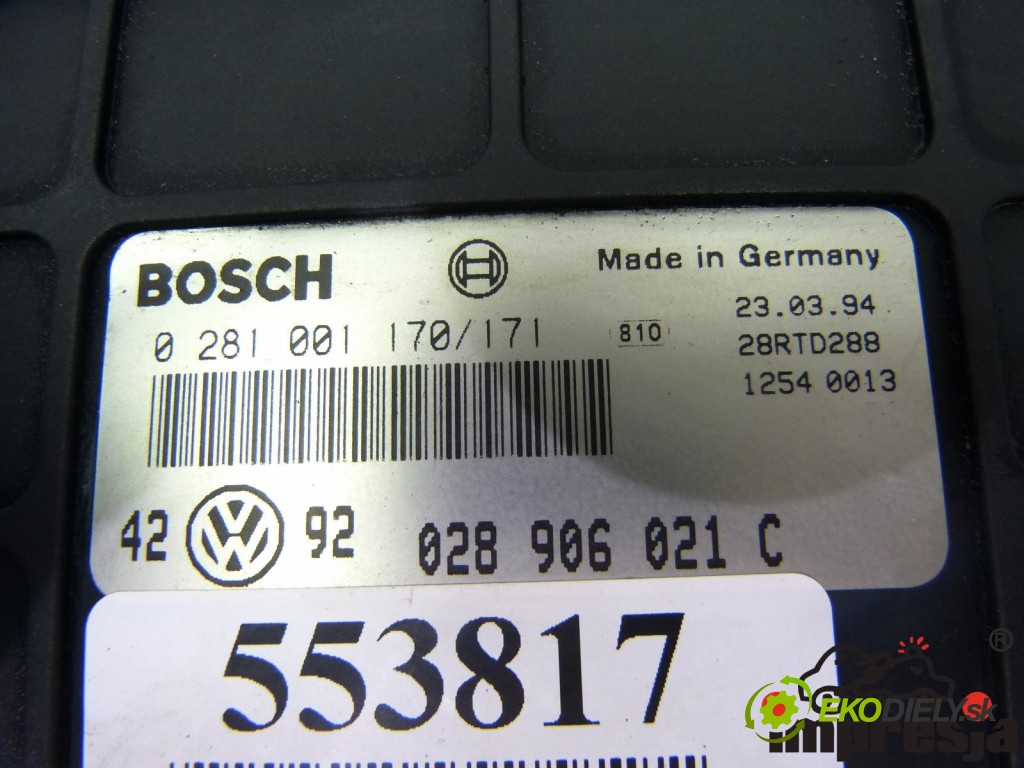 BOSCH
Made in Germany
0 281 001 170/171
810
23.03.94
28RTD288
1254 0013
42 VW 92
028 906 021 C
553817
®
EKODIELY.sk
impresja